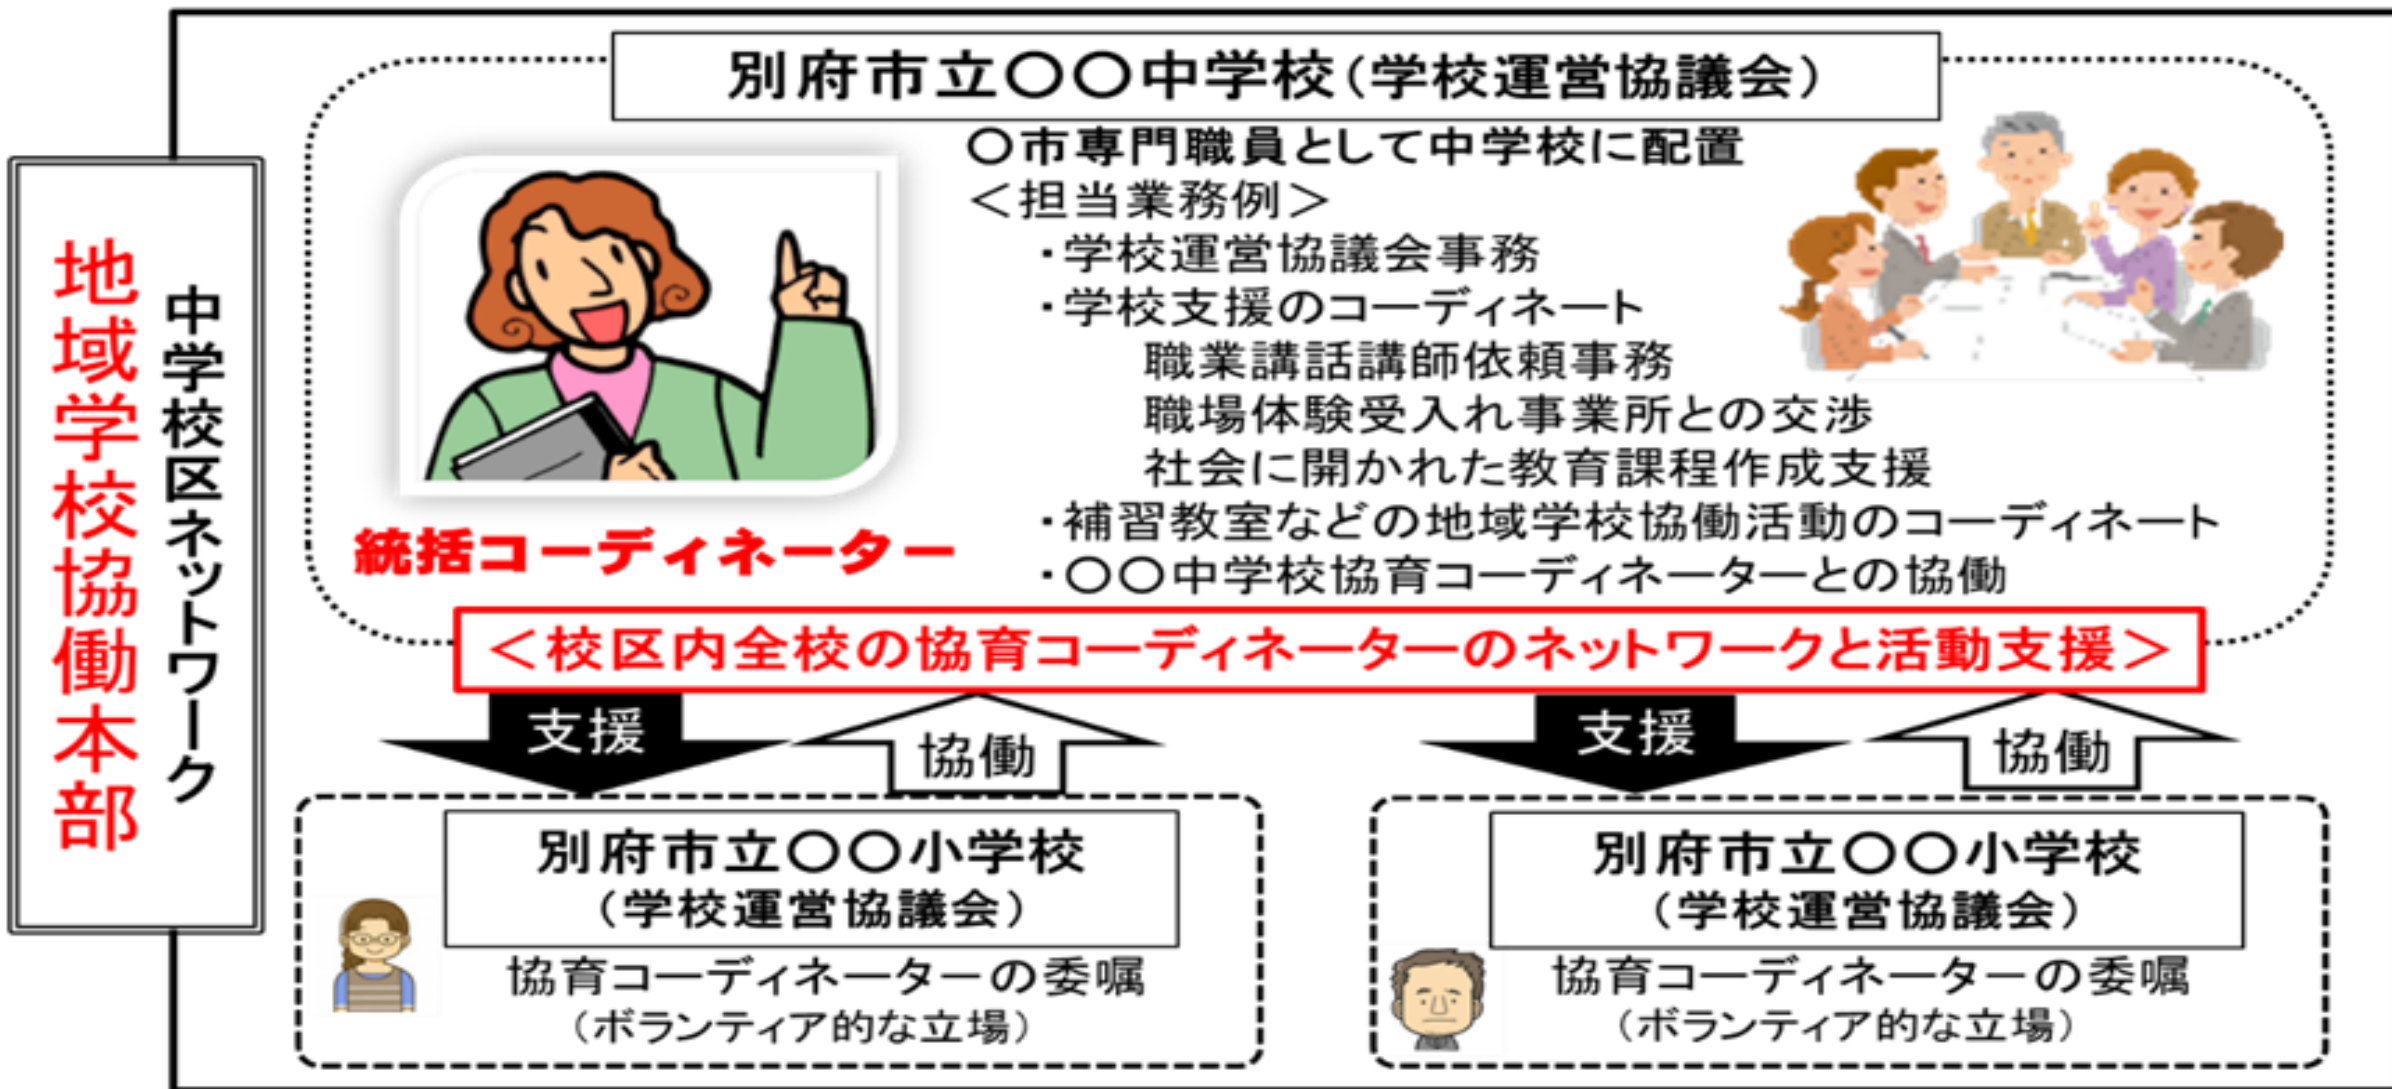 別府市立〇〇中学校(学校運営協議会)
〇市専門職員として中学校に配置
＜担当業務例＞
・学校運営協議会事務
・学校支援のコーディネート
職業講話講師依頼事務
職場体験受入れ事業所との交渉
社会に開かれた教育課程作成支援
・補習教室などの地域学校協働活動のコーディネート
・〇〇中学校協育コーディネーターとの協働
統括コーディネーター
地域学校協働本部
中学校区ネットワーク
＜校区内全校の協育コーディネーターのネットワークと活動支援＞
支援
協働
支援
協働
別府市立〇〇小学校
(学校運営協議会)
協育コーディネーターの委嘱
(ボランティア的な立場)
別府市立〇〇小学校
(学校運営協議会)
協育コーディネーターの委嘱
(ボランティア的な立場)